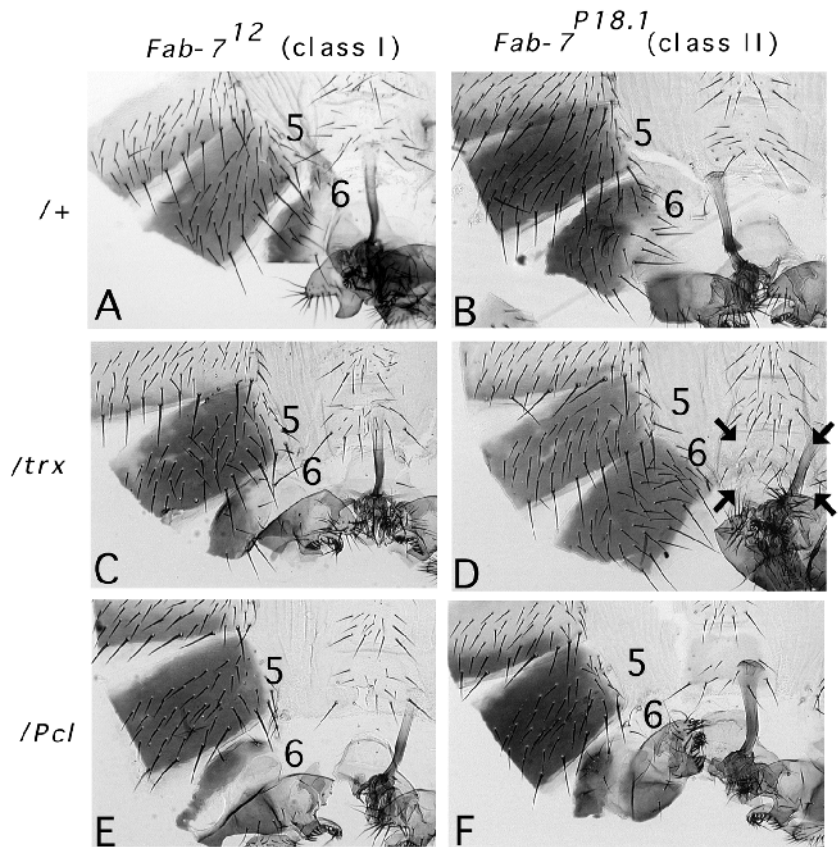 Fab-7^12 (class I)
Fab-7^P18.1 (class II)
/+
A
5
6
B
5
6
/trx
C
5
6
D
5
6
/Pcl
E
5
6
F
5
6